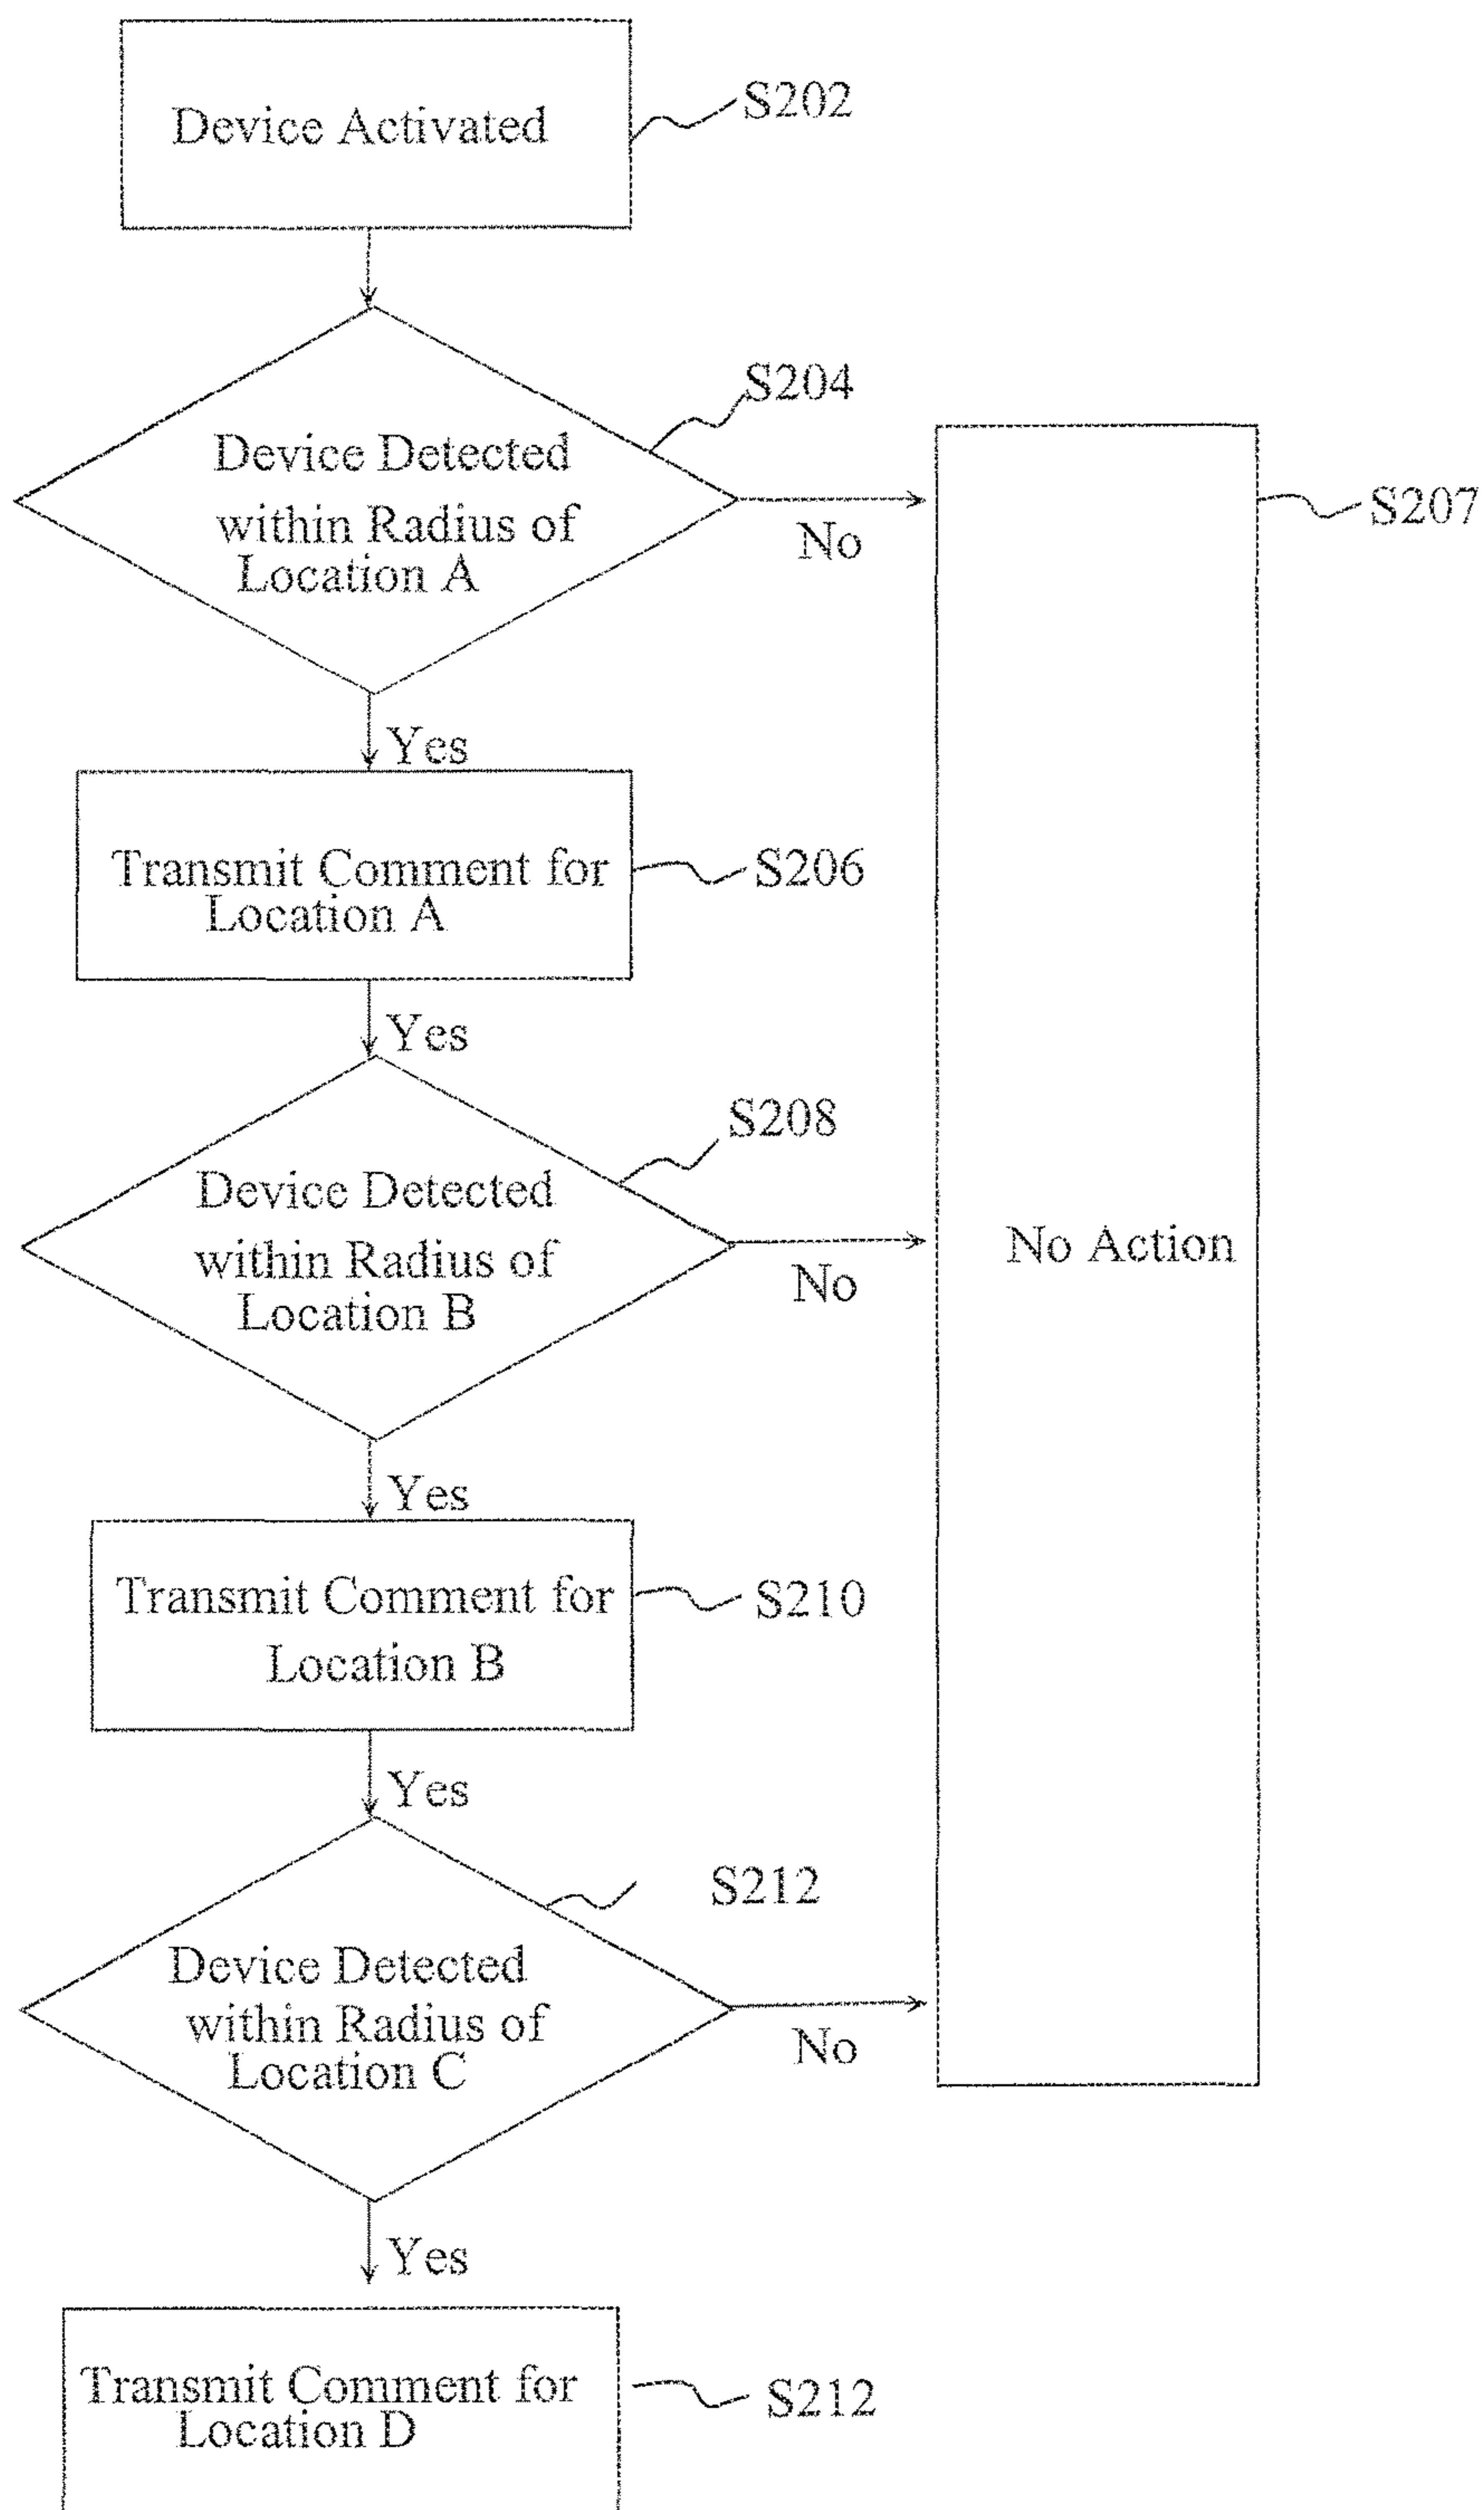 Device Activated
S202
S204
Device Detected
within Radius of
Location A
No
S207
Yes
Transmit Comment for
Location A
S206
Yes
S208
Device Detected
within Radius of
Location B
No
No Action
Yes
Transmit Comment for
Location B
S210
Yes
S212
Device Detected
within Radius of
Location C
No
Yes
Transmit Comment for
Location D
S212